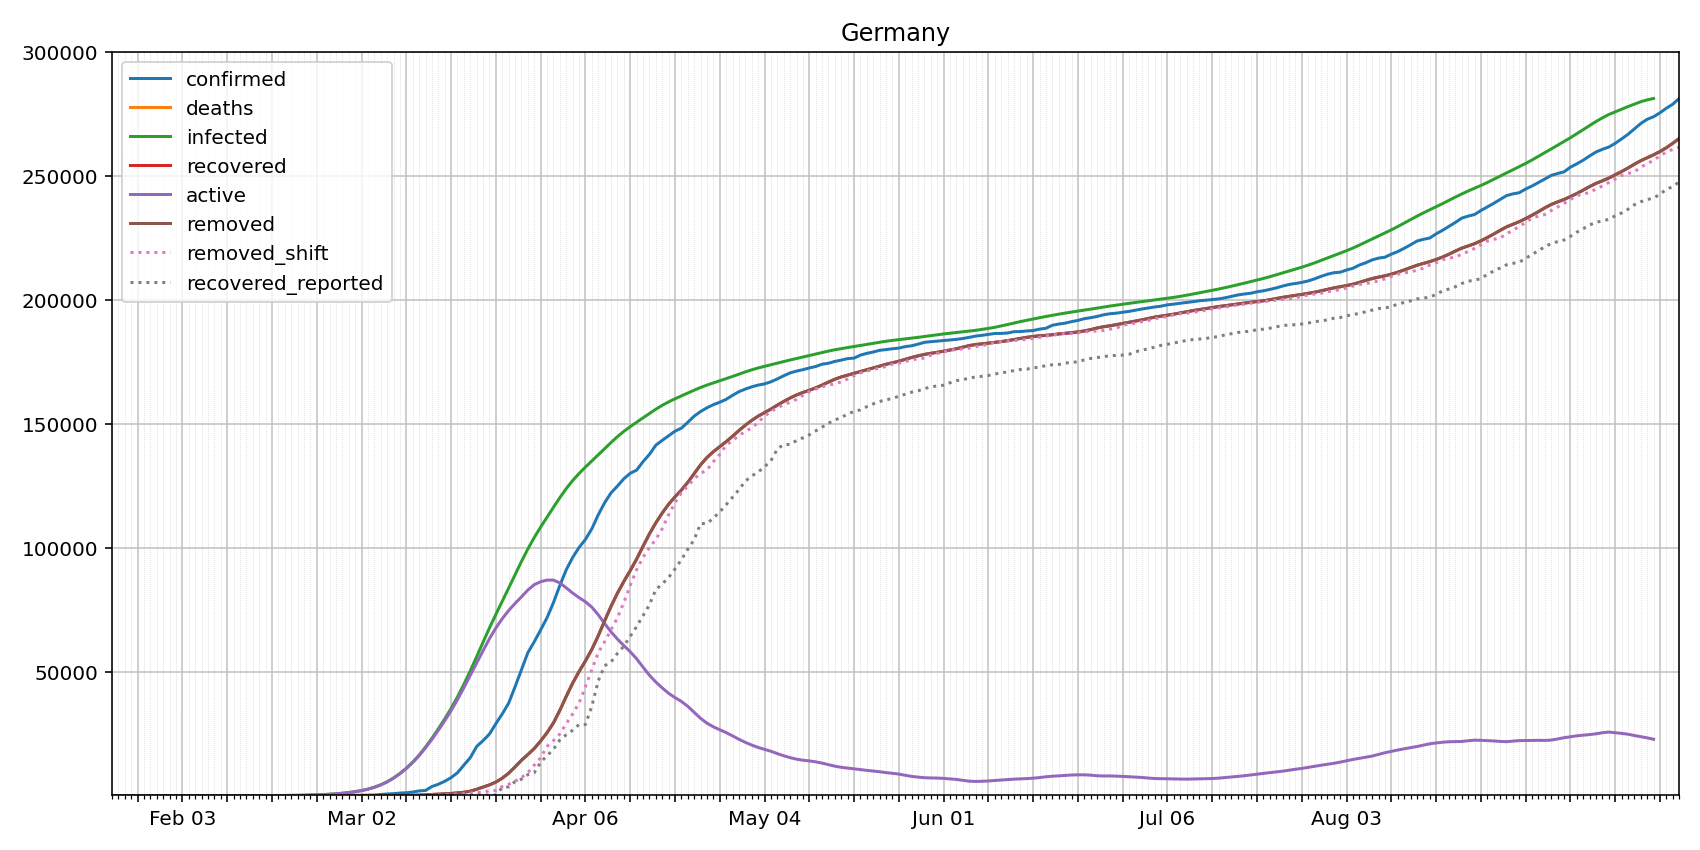 Germany
300000
250000
200000
150000
100000
50000
confirmed
deaths
infected
recovered
active
removed
removed_shift
recovered_reported
Feb 03
Mar 02
Apr 06
May 04
Jun 01
Jul 06
Aug 03